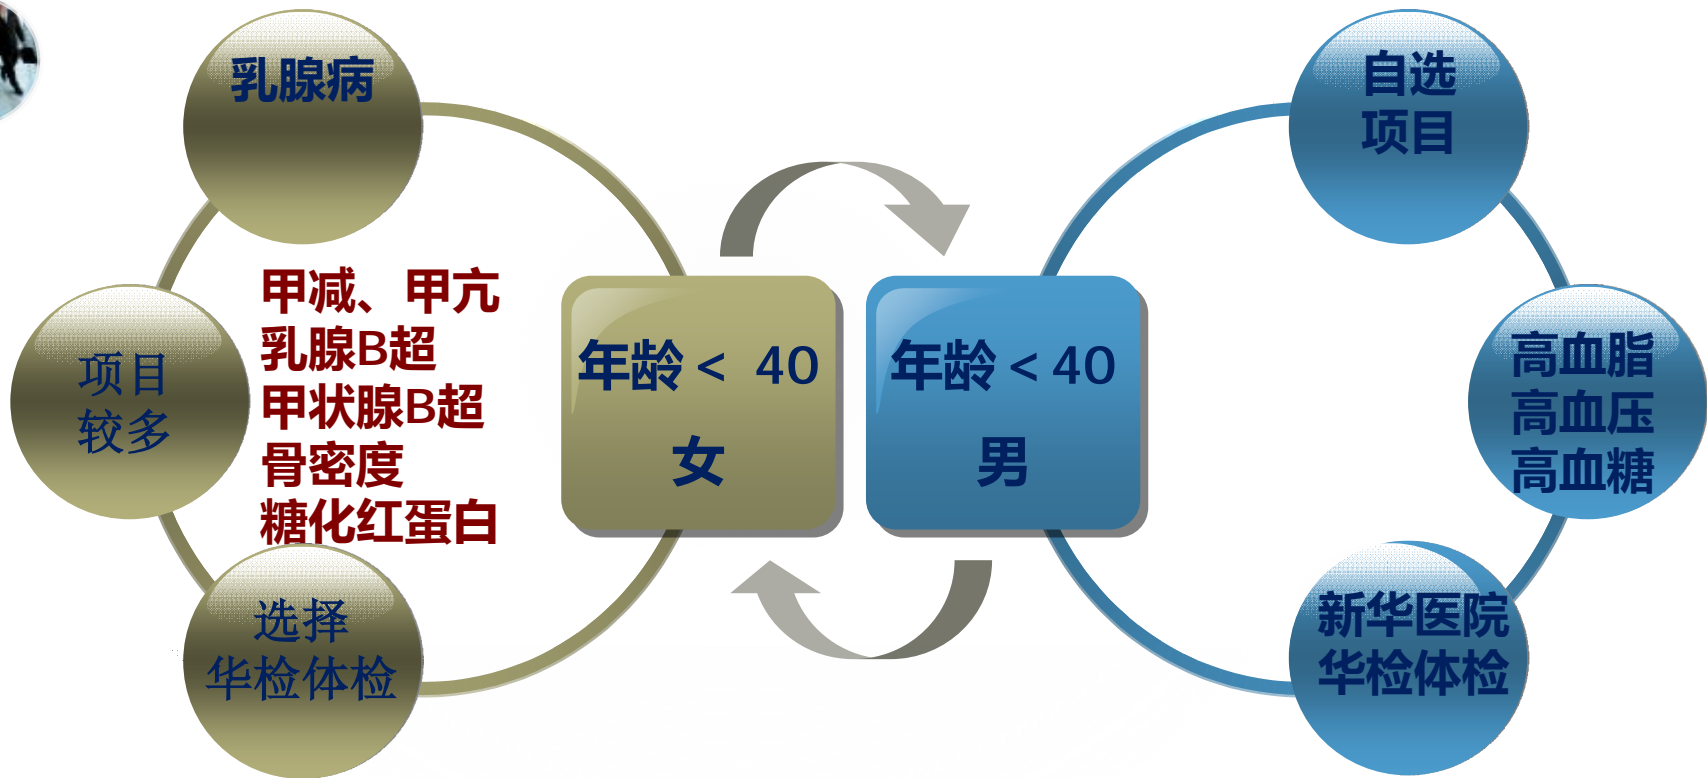 乳腺病
项目
较多
甲减、甲亢
乳腺B超
甲状腺B超
骨密度
糖化红蛋白
选择
华检体检
年龄< 40
女
年龄<40
男
自选
项目
高血脂
高血压
高血糖
新华医院
华检体检